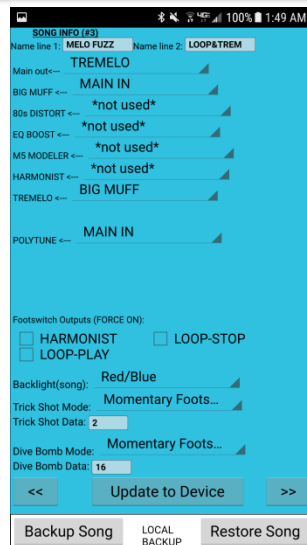 100% 1:49 AM
SONG INFO (#3)
Name line 1: MELO FUZZ Name line 2: LOOP&TREM
Main out<--- TREMELO
BIG MUFF <--- MAIN IN
80s DISTORT <--- *not used*
EQ BOOST <--- *not used*
M5 MODELER <--- *not used*
HARMONIST <--- *not used*
TREMELO <--- BIG MUFF
POLYTUNE <--- MAIN IN
Footswitch Outputs (FORCE ON):
HARMONIST LOOP-STOP
LOOP-PLAY
Backlight(song): Red/Blue
Trick Shot Mode: Momentary Foots...
Trick Shot Data: 2
Dive Bomb Mode: Momentary Foots...
Dive Bomb Data: 16
<< Update to Device >>
Backup Song LOCAL BACKUP Restore Song